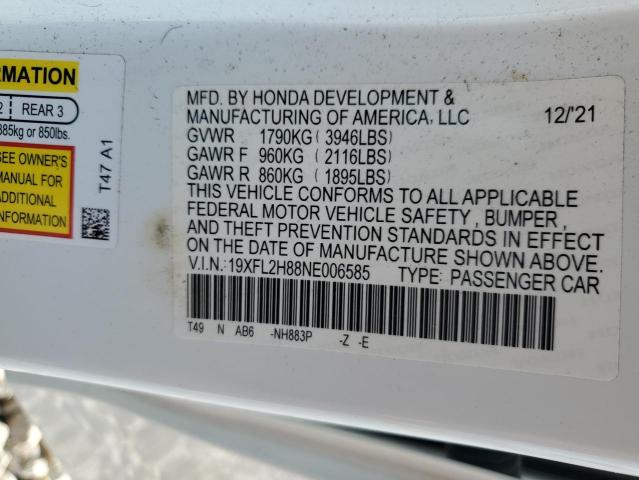 RMATION
2 REAR 3
385kg or 850lbs.
SEE OWNER'S
MANUAL FOR
ADDITIONAL
INFORMATION
T47 A1
MFD. BY HONDA DEVELOPMENT &
MANUFACTURING OF AMERICA, LLC 12/'21
GVWR 1790KG ( 3946LBS )
GAWR F 960KG ( 2116LBS )
GAWR R 860KG ( 1895LBS )
THIS VEHICLE CONFORMS TO ALL APPLICABLE
FEDERAL MOTOR VEHICLE SAFETY , BUMPER ,
AND THEFT PREVENTION STANDARDS IN EFFECT
ON THE DATE OF MANUFACTURE SHOWN ABOVE.
V.I.N.:19XFL2H88NE006585 TYPE: PASSENGER CAR
T49 N AB6 -NH883P -Z -E